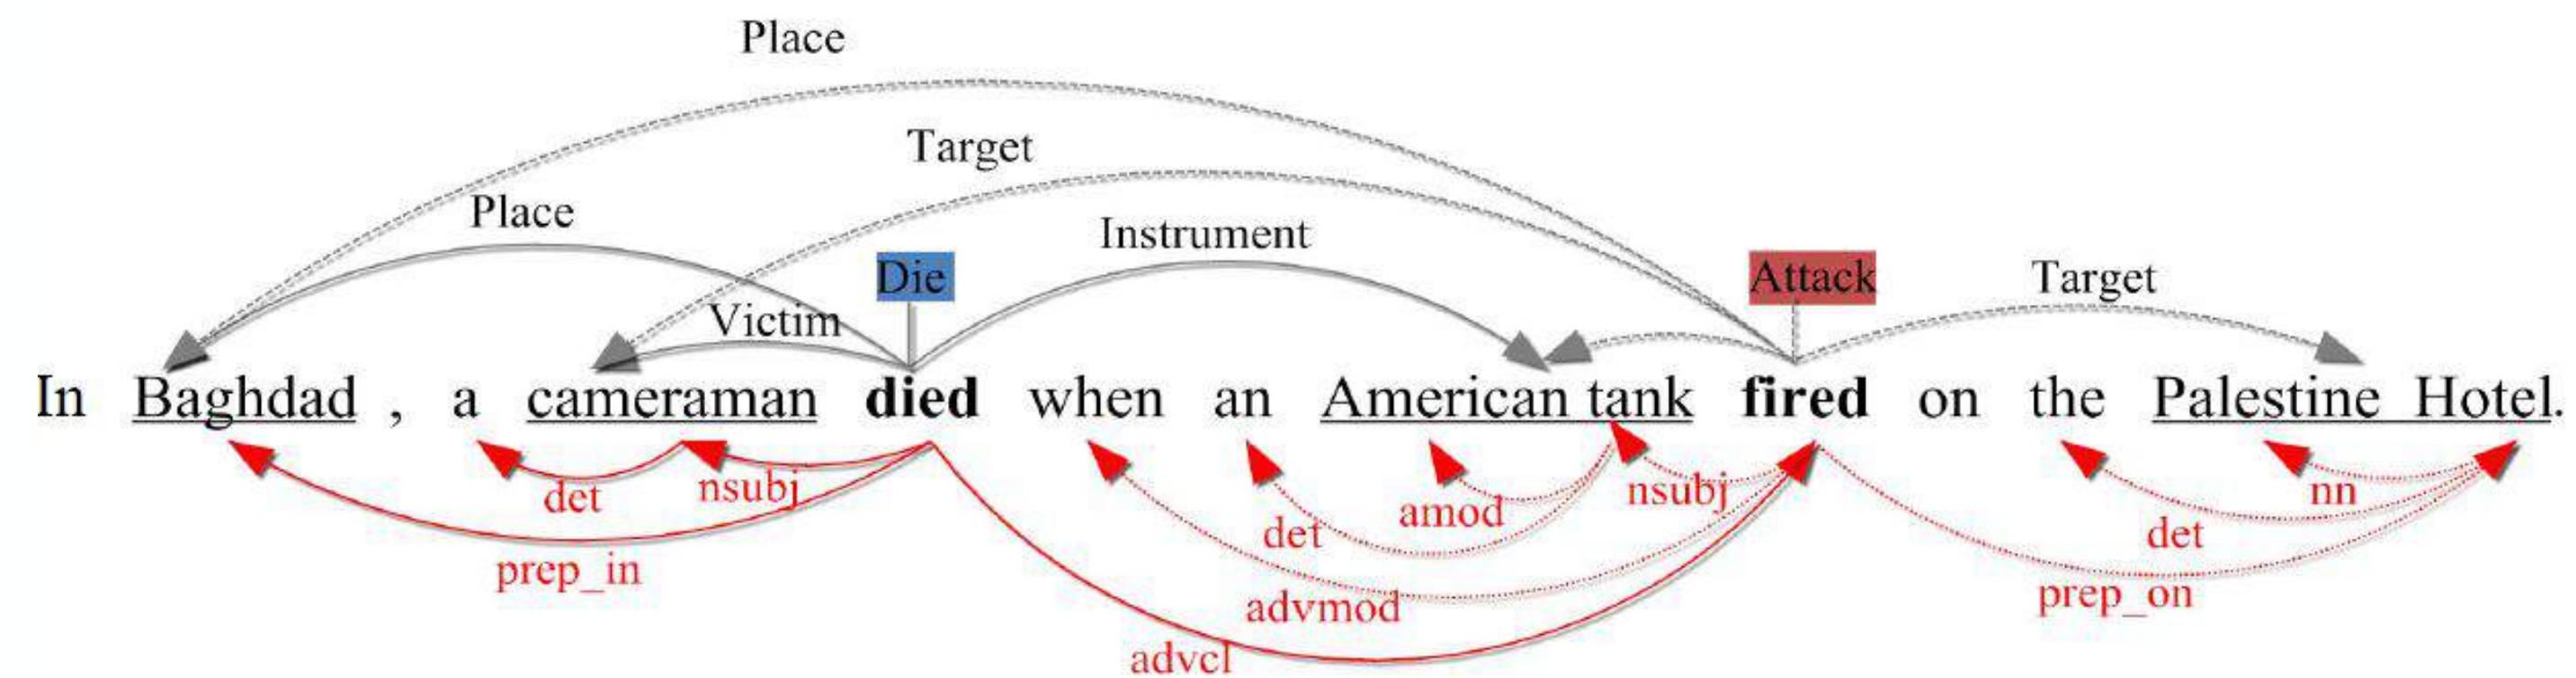 Place
Target
Place
Instrument
Die
Attack
Target
Victim
In Baghdad , a cameraman died when an American tank fired on the Palestine Hotel.
det
nsubj
amod
nsubj
nn
det
det
prep_in
advmod
prep_on
advcl